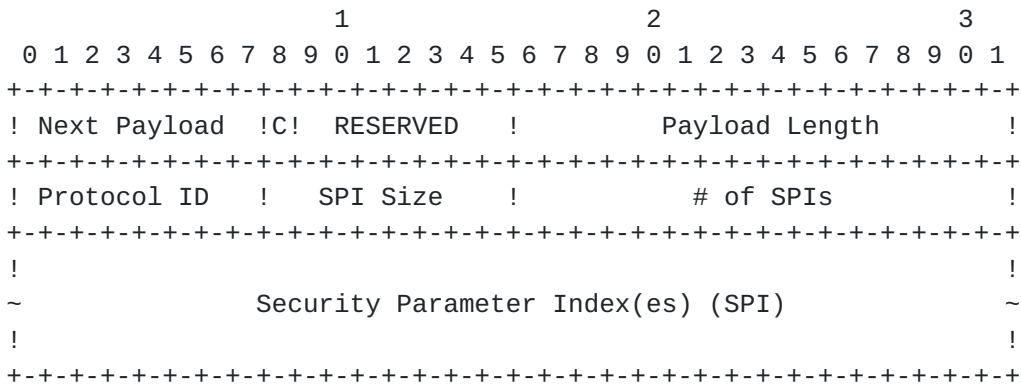 1                   2                   3
 0 1 2 3 4 5 6 7 8 9 0 1 2 3 4 5 6 7 8 9 0 1 2 3 4 5 6 7 8 9 0 1
+-+-+-+-+-+-+-+-+-+-+-+-+-+-+-+-+-+-+-+-+-+-+-+-+-+-+-+-+-+-+-+-+
! Next Payload  !C!  RESERVED   !         Payload Length        !
+-+-+-+-+-+-+-+-+-+-+-+-+-+-+-+-+-+-+-+-+-+-+-+-+-+-+-+-+-+-+-+-+
! Protocol ID   !   SPI Size    !           # of SPIs           !
+-+-+-+-+-+-+-+-+-+-+-+-+-+-+-+-+-+-+-+-+-+-+-+-+-+-+-+-+-+-+-+-+
!                                                               !
~               Security Parameter Index(es) (SPI)              ~
!                                                               !
+-+-+-+-+-+-+-+-+-+-+-+-+-+-+-+-+-+-+-+-+-+-+-+-+-+-+-+-+-+-+-+-+